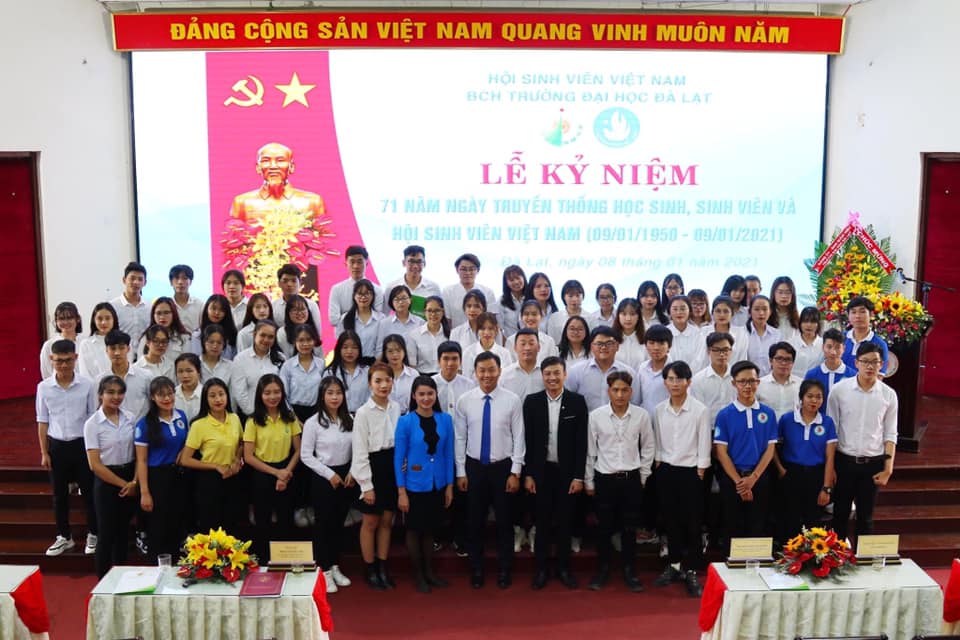 ĐẢNG CỘNG SẢN VIỆT NAM QUANG VINH MUÔN NĂM
HỘI SINH VIÊN VIỆT NAM
BCH TRƯỜNG ĐẠI HỌC ĐÀ LẠT
LỄ KỶ NIỆM
71 NĂM NGÀY TRUYỀN THỐNG HỌC SINH, SINH VIÊN VÀ
HỘI SINH VIÊN VIỆT NAM (09/01/1950 - 09/01/2021)
Đà Lạt, ngày 08 tháng 01 năm 2021